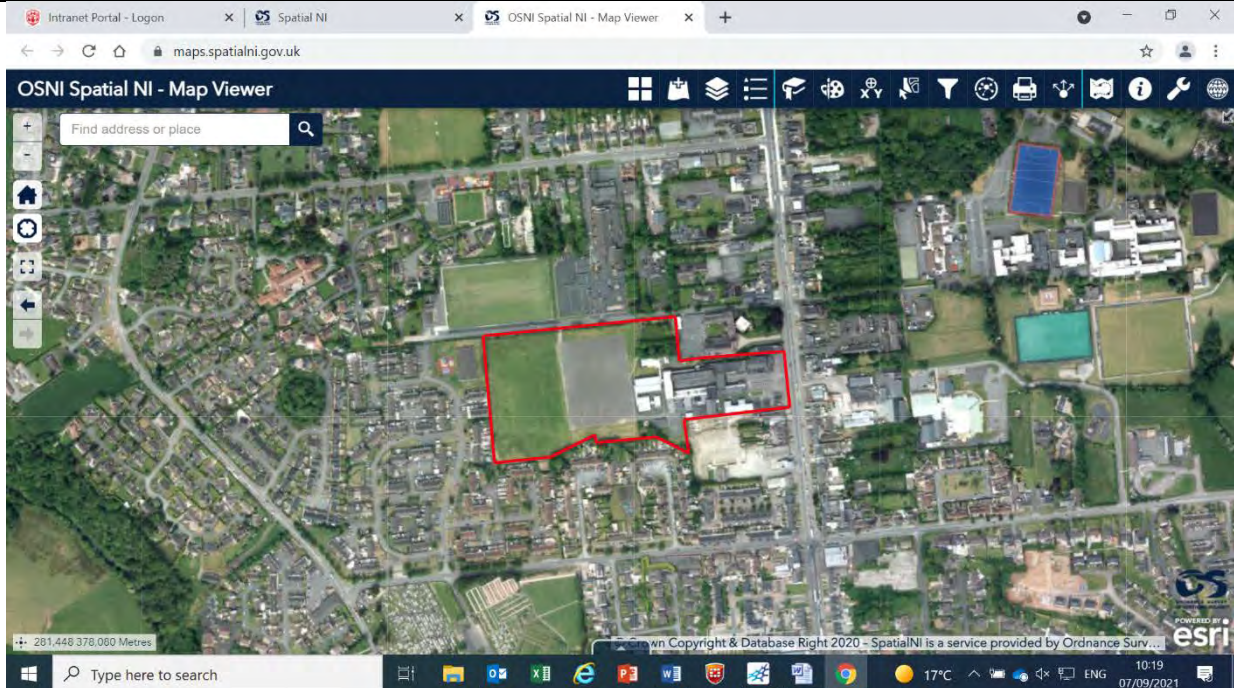 Intranet Portal - Logon
Spatial NI
OSNI Spatial NI - Map Viewer
maps.spatialni.gov.uk
OSNI Spatial NI - Map Viewer
Find address or place
281,448 378,080 Metres
wn Copyright & Database Right 2020 - SpatialNI is a service provided by Ordnance Surv...
POWERED BY
esri
Type here to search
17°C
ENG
10:19
07/09/2021